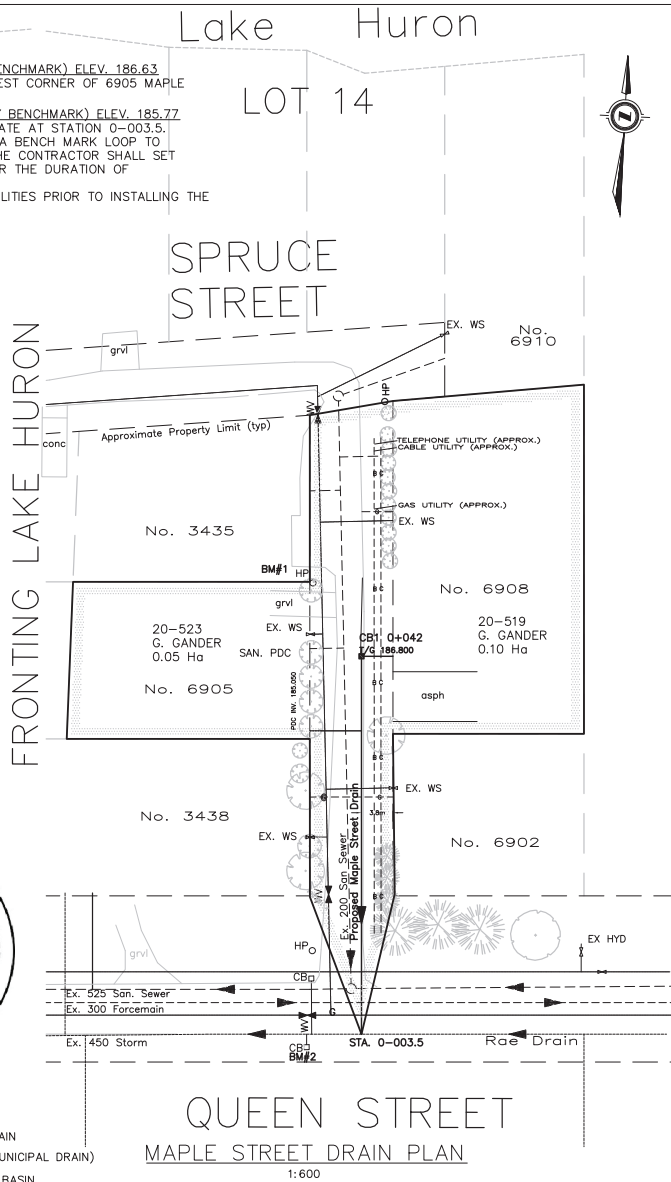 Lake Huron
ENCHMARK) ELEV. 186.63
EST CORNER OF 6905 MAPLE
LOT 14
BENCHMARK) ELEV. 185.77
ATE AT STATION 0-003.5.
A BENCH MARK LOOP TO
HE CONTRACTOR SHALL SET
R THE DURATION OF
LITIES PRIOR TO INSTALLING THE
SPRUCE
STREET
FRONTING LAKE HURON
EX. WS
No.
6910
grvl
HP
WV
conc
Approximate Property Limit (typ)
TELEPHONE UTILITY (APPROX.)
CABLE UTILITY (APPROX.)
B C
GAS UTILITY (APPROX.)
G
EX. WS
No. 3435
BM#1
HP
B C
No. 6908
grvl
20-523
G. GANDER
0.05 Ha
EX. WS
20-519
G. GANDER
0.10 Ha
CB1 0+042
T/G 186.800
SAN. PDC
No. 6905
PDC INV. 185.050
B C
asph
B C
EX. WS
G
G
3.8m
No. 3438
EX. WS
No. 6902
Ex. 200 San Sewer
Proposed Maple Street Drain
WV
B C
HP
EX HYD
grvl
CB
Ex. 525 San. Sewer
Ex. 300 Forcemain
G
WV
Ex. 450 Storm
CB
BM#2
STA. 0-003.5
Rae Drain
QUEEN STREET
AIN
MAPLE STREET DRAIN PLAN
UNICIPAL DRAIN)
1:600
BASIN